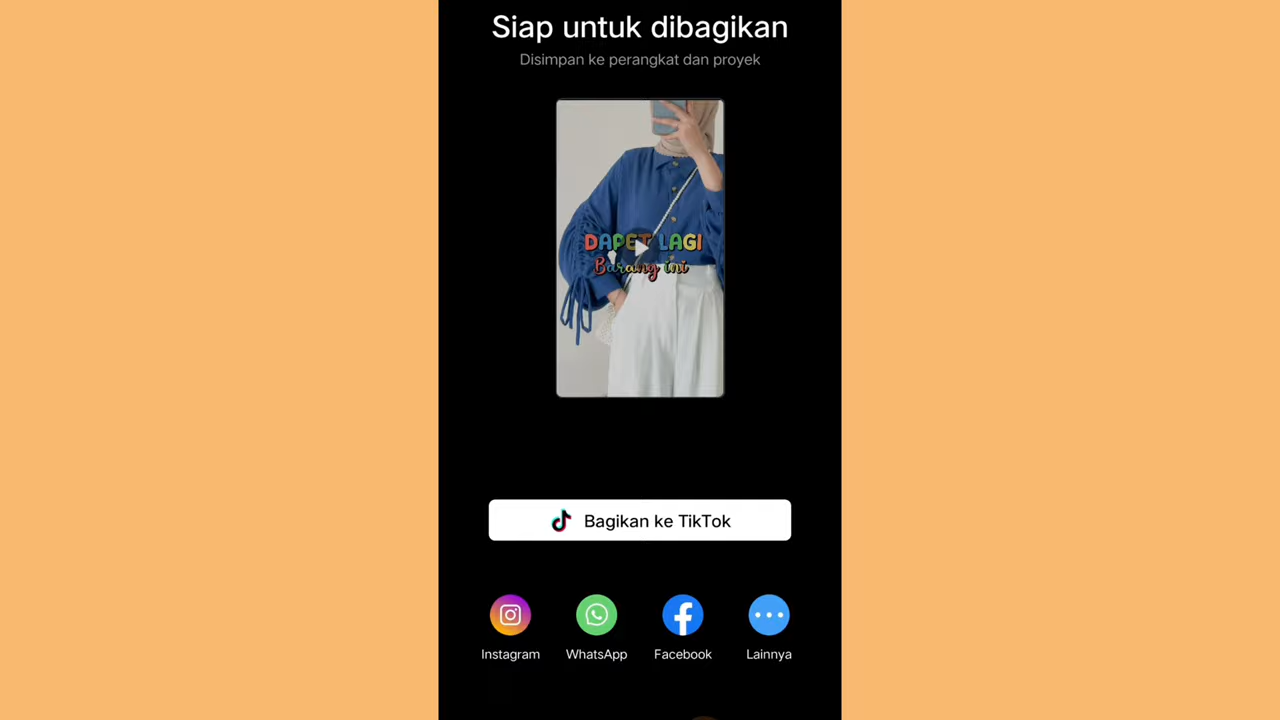 Siap untuk dibagikan
Disimpan ke perangkat dan proyek
DAPET LAGI
Barang ini
Bagikan ke TikTok
Instagram
WhatsApp
Facebook
Lainnya